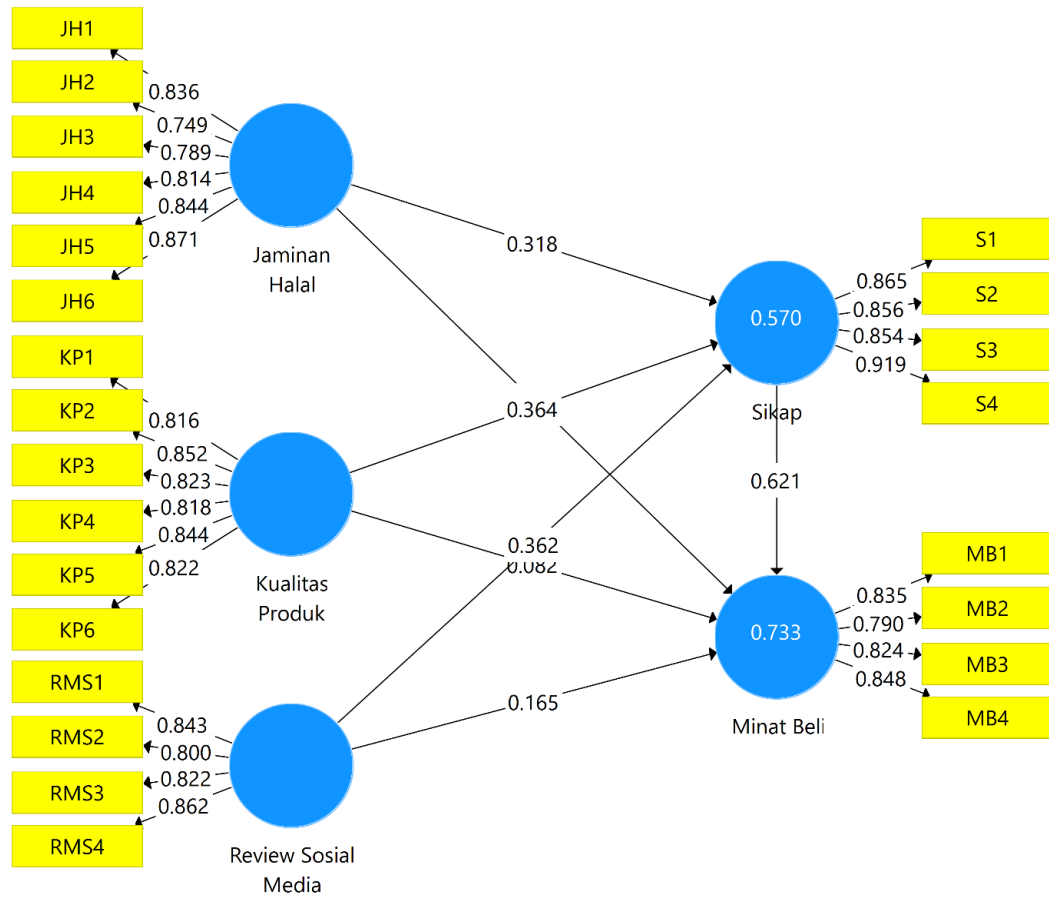 JH1
JH2
JH3
JH4
JH5
JH6
0.836
0.749
0.789
0.814
0.844
0.871
Jaminan
Halal
KP1
KP2
KP3
KP4
KP5
KP6
0.816
0.852
0.823
0.818
0.844
0.822
Kualitas
Produk
RMS1
RMS2
RMS3
RMS4
0.843
0.800
0.822
0.862
Review Sosial
Media
0.318
0.364
0.362
0.082
0.165
0.570
Sikap
0.621
0.733
Minat Beli
0.865
0.856
0.854
0.919
S1
S2
S3
S4
0.835
0.790
0.824
0.848
MB1
MB2
MB3
MB4